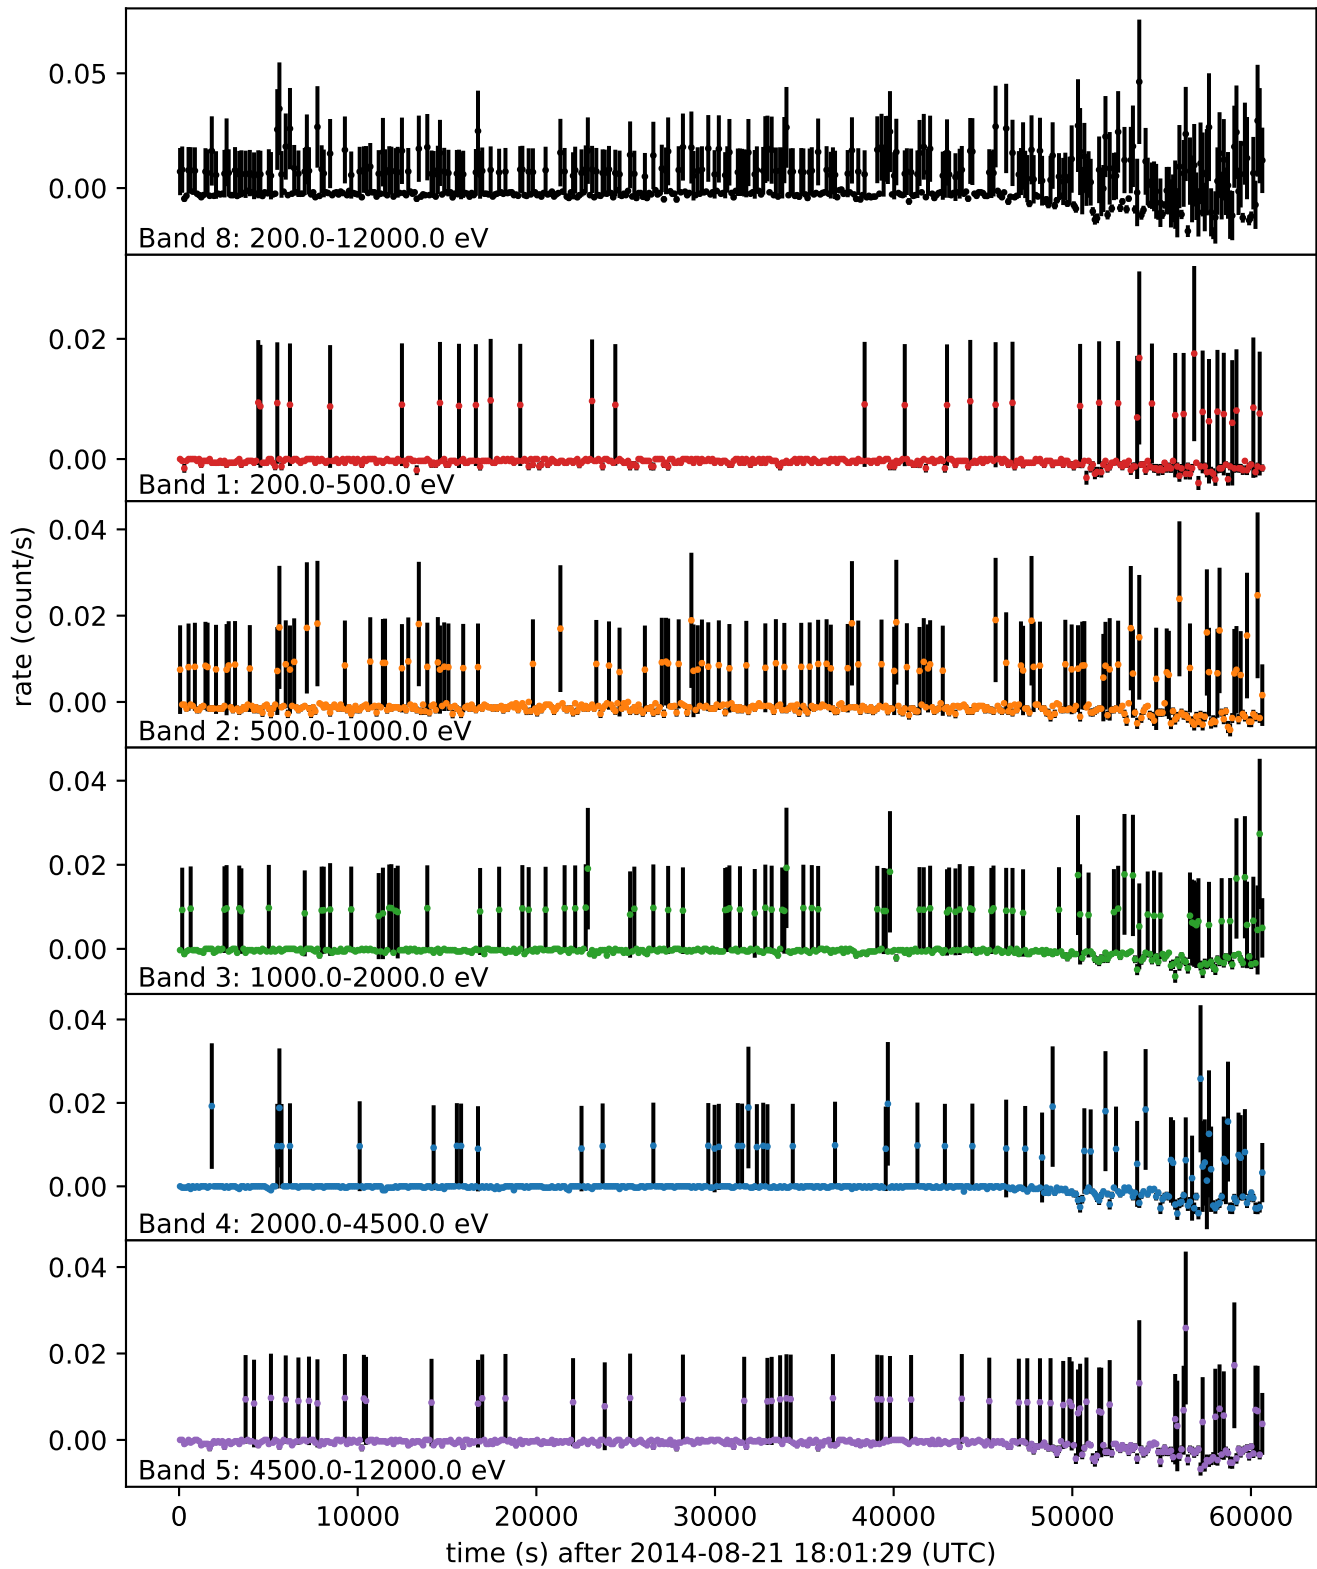 0.05
0.00
Band 8: 200.0-12000.0 eV
0.02
0.00
Band 1: 200.0-500.0 eV
rate (count/s)
0.04
0.02
0.00
Band 2: 500.0-1000.0 eV
0.04
0.02
0.00
Band 3: 1000.0-2000.0 eV
0.04
0.02
0.00
Band 4: 2000.0-4500.0 eV
0.04
0.02
0.00
Band 5: 4500.0-12000.0 eV
0 10000 20000 30000 40000 50000 60000
time (s) after 2014-08-21 18:01:29 (UTC)